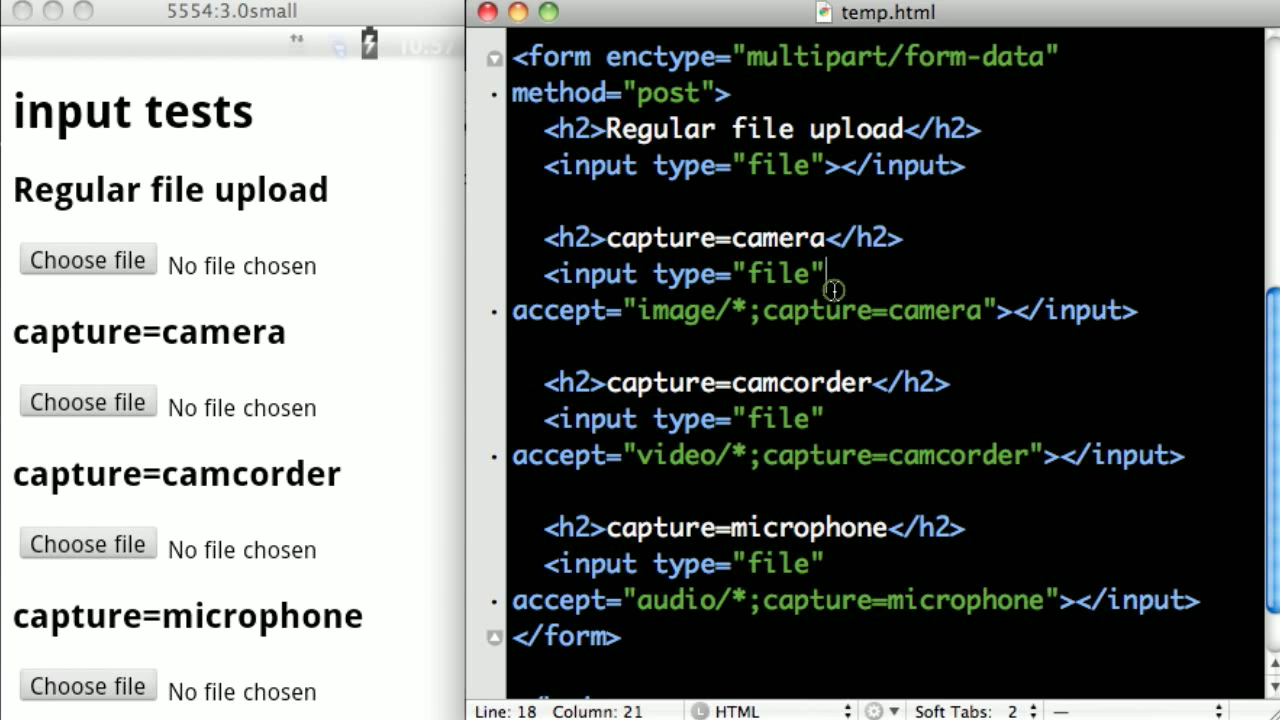 5554:3.0small
10:57
input tests
Regular file upload
Choose file No file chosen
capture=camera
Choose file No file chosen
capture=camcorder
Choose file No file chosen
capture=microphone
Choose file No file chosen
temp.html
<form enctype="multipart/form-data"
method="post">
<h2>Regular file upload</h2>
<input type="file"></input>
<h2>capture=camera</h2>
<input type="file"
accept="image/*;capture=camera"></input>
<h2>capture=camcorder</h2>
<input type="file"
accept="video/*;capture=camcorder"></input>
<h2>capture=microphone</h2>
<input type="file"
accept="audio/*;capture=microphone"></input>
</form>
Line: 18 Column: 21 L HTML Soft Tabs: 2 —